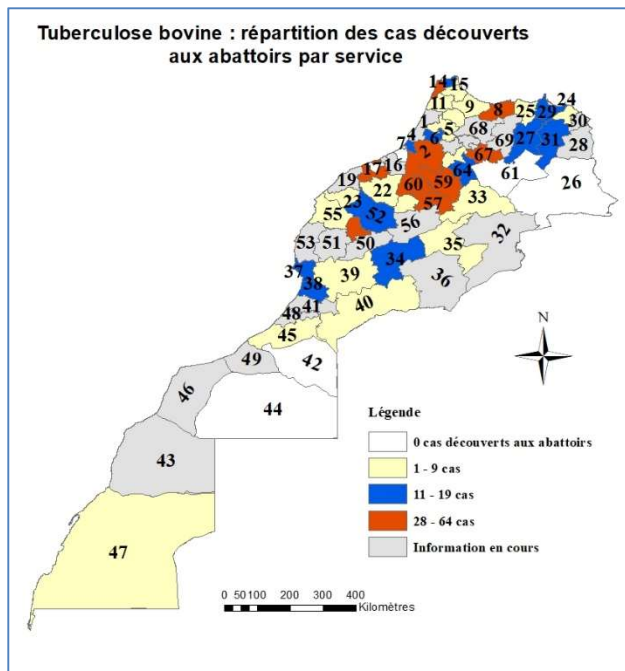 Tuberculose bovine : répartition des cas découverts
aux abattoirs par service
14 15
24
11 9 8 25 29
30
1 5 68 69 27 31 28
7 4 6
2 67
17 16 64 61 26
19 60 59
23 22 57 33
55 52 56 32
53 51 50
37 34 35
38 39 36
41 40
48
45
49 42
46
44
43
47
N
Légende
0 cas découverts aux abattoirs
1 - 9 cas
11 - 19 cas
28 - 64 cas
Information en cours
0 50 100 200 300 400
Kilomètres